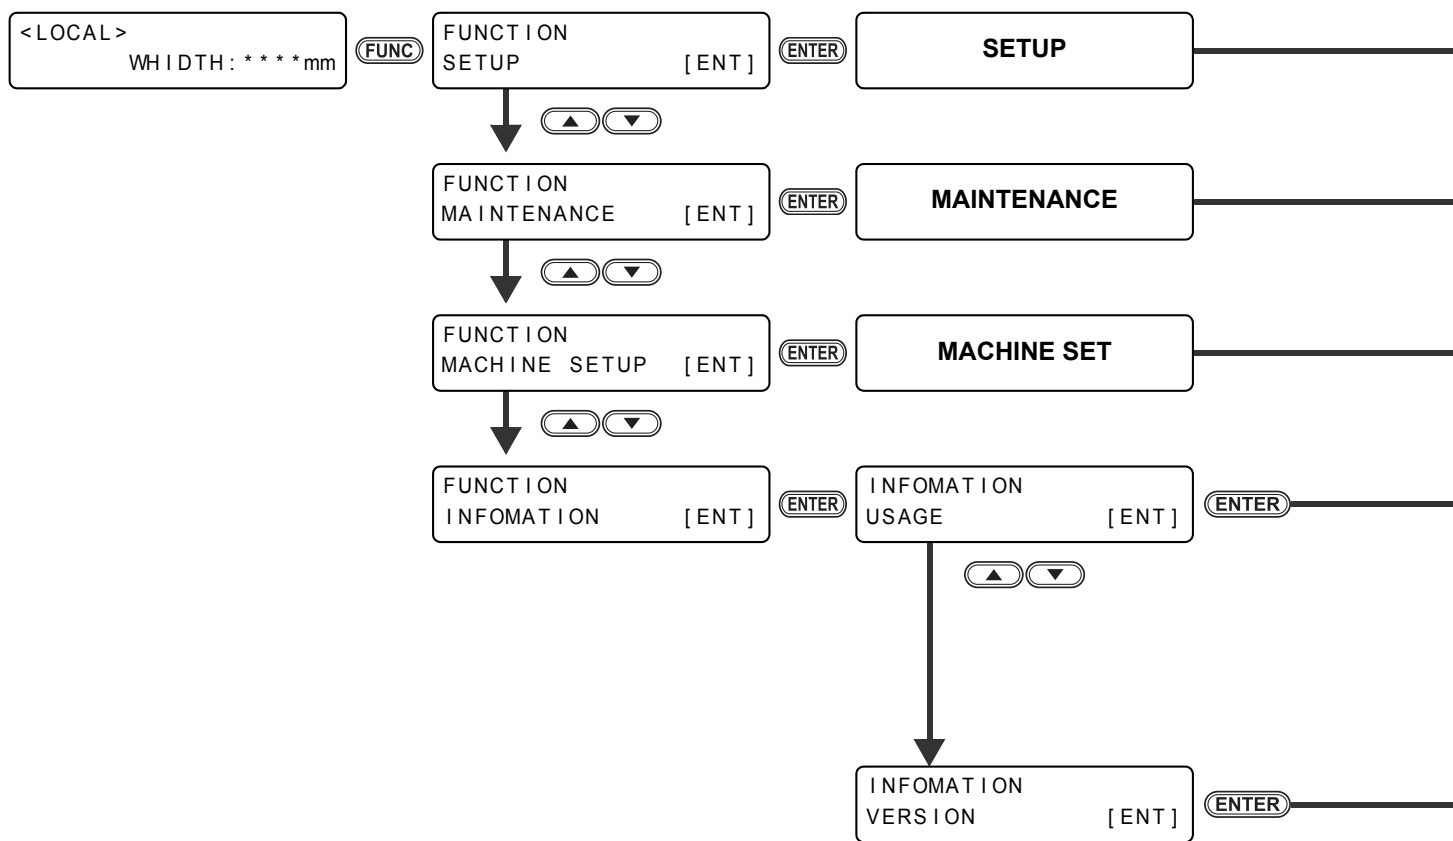 <LOCAL>
WHIDTH:****mm
FUNC
FUNCTION
SETUP [ENT]
ENTER
SETUP
FUNCTION
MAINTENANCE [ENT]
ENTER
MAINTENANCE
FUNCTION
MACHINE SETUP [ENT]
ENTER
MACHINE SET
FUNCTION
INFOMATION [ENT]
ENTER
INFOMATION
USAGE [ENT]
ENTER
INFOMATION
VERSION [ENT]
ENTER